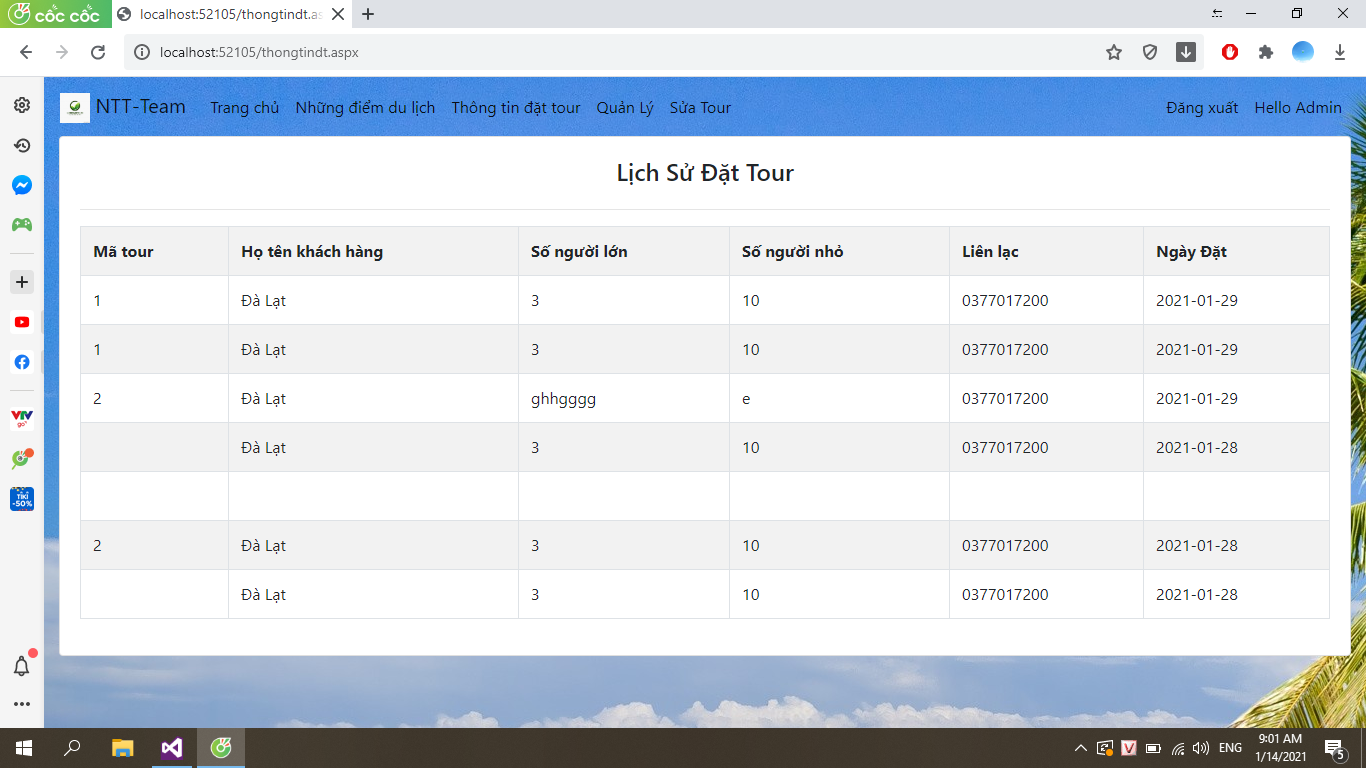 cốc cốc
localhost:52105/thongtindt.as
localhost:52105/thongtindt.aspx
NTT-Team Trang chủ Những điểm du lịch Thông tin đặt tour Quản Lý Sửa Tour Đăng xuất Hello Admin
Lịch Sử Đặt Tour
Mã tour Họ tên khách hàng Số người lớn Số người nhỏ Liên lạc Ngày Đặt
1 Đà Lạt 3 10 0377017200 2021-01-29
1 Đà Lạt 3 10 0377017200 2021-01-29
2 Đà Lạt ghhgggg e 0377017200 2021-01-29
Đà Lạt 3 10 0377017200 2021-01-28
2 Đà Lạt 3 10 0377017200 2021-01-28
Đà Lạt 3 10 0377017200 2021-01-28
VTV
go
TIKI
-50%
V
ENG
9:01 AM
1/14/2021
5